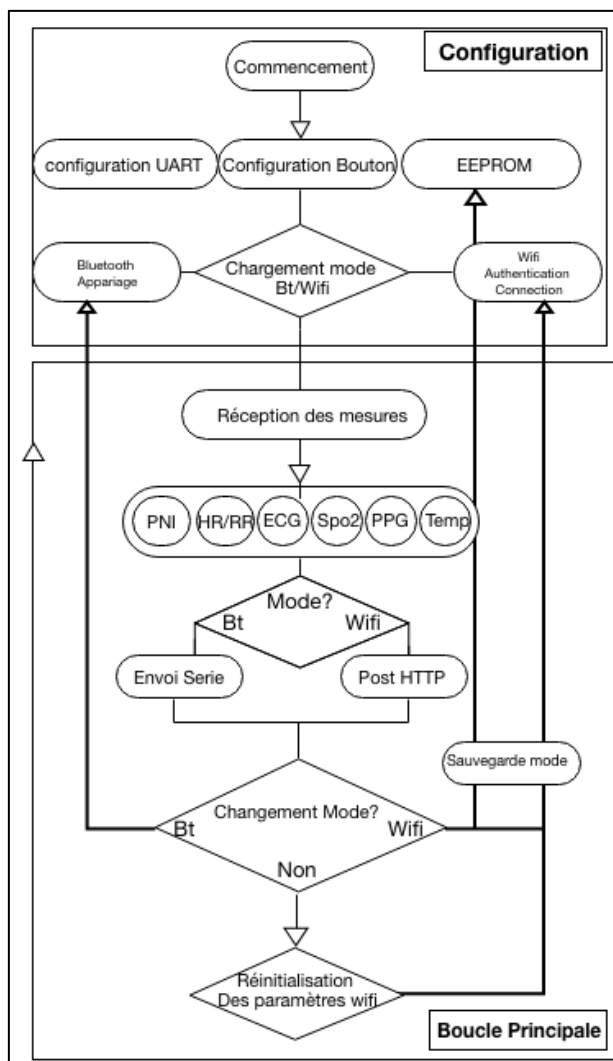 Configuration
Commencement
configuration UART
Configuration Bouton
EEPROM
Bluetooth
Appariage
Chargement mode
Bt/Wifi
Wifi
Authentication
Connection
Réception des mesures
PNI
HR/RR
ECG
Spo2
PPG
Temp
Mode?
Bt
Wifi
Envoi Serie
Post HTTP
Sauvegarde mode
Changement Mode?
Bt
Wifi
Non
Réinitialisation
Des paramètres wifi
Boucle Principale